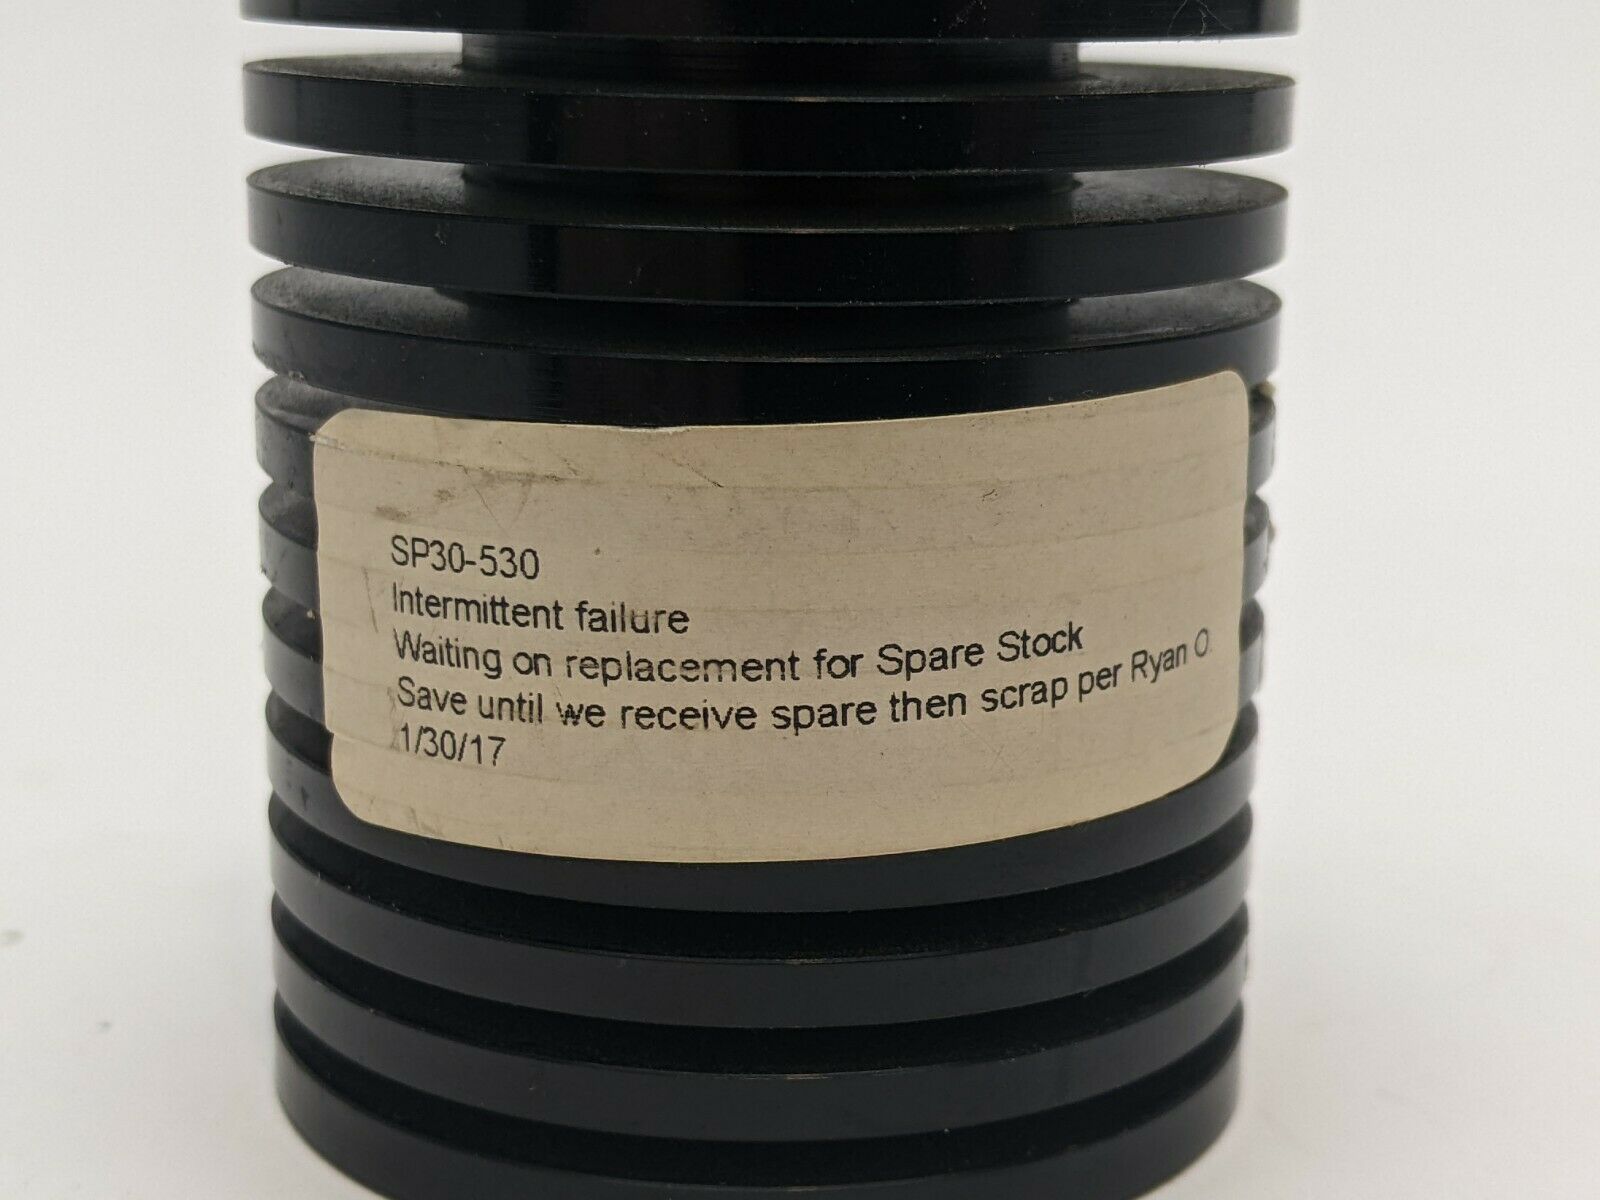 SP30-530
Intermittent failure
Waiting on replacement for Spare Stock
Save until we receive spare then scrap per Ryan O.
1/30/17